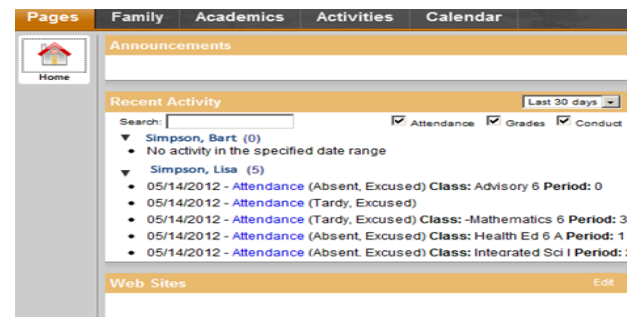 Pages Family Academics Activities Calendar
Home
Announcements
Recent Activity Last 30 days
Search: Attendance Grades Conduct
Simpson, Bart (0)
• No activity in the specified date range
Simpson, Lisa (5)
• 05/14/2012 - Attendance (Absent, Excused) Class: Advisory 6 Period: 0
• 05/14/2012 - Attendance (Tardy, Excused)
• 05/14/2012 - Attendance (Tardy, Excused) Class: -Mathematics 6 Period: 3
• 05/14/2012 - Attendance (Absent, Excused) Class: Health Ed 6 A Period: 1
• 05/14/2012 - Attendance (Absent, Excused) Class: Integrated Sci I Period:
Web Sites Edit